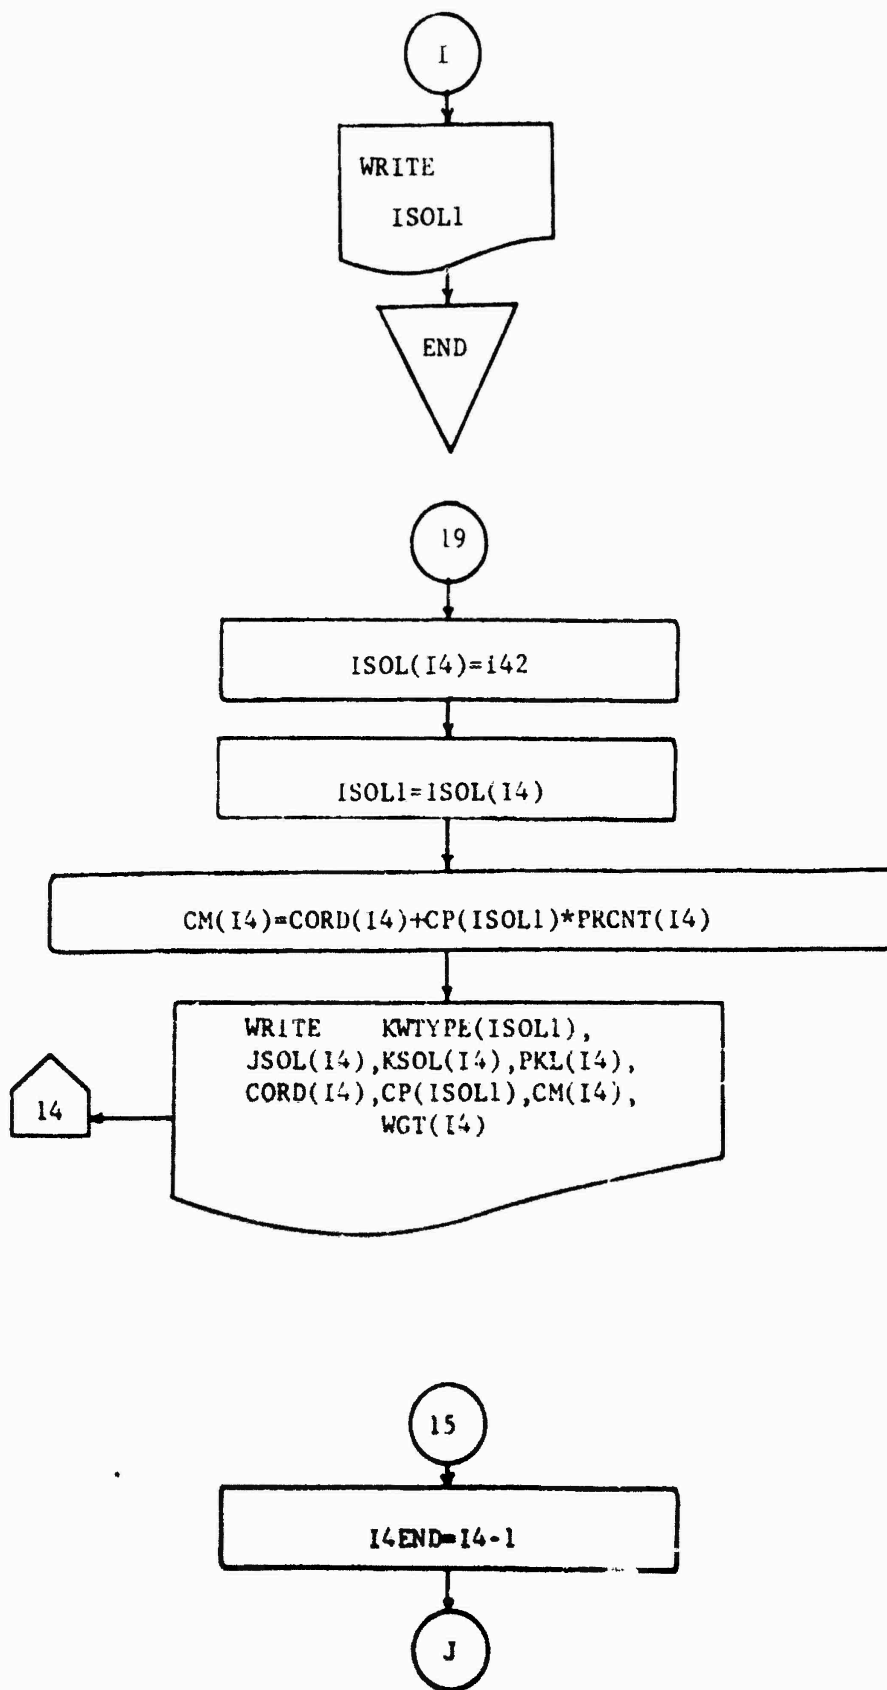 I
WRITE
ISOL1
END
19
ISOL(I4)=i42
ISOL1=ISOL(I4)
CM(I4)=CORD(I4)+CP(ISOL1)*PKCNT(I4)
WRITE KWTYPE(ISOL1),
JSOL(I4),KSOL(I4),PKL(I4),
CORD(I4),CP(ISOL1),CM(I4),
WGT(I4)
14
15
I4END=I4-1
J